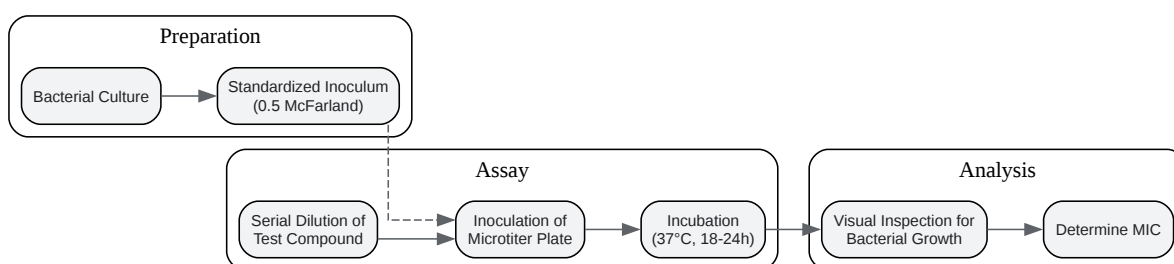 Preparation
Bacterial Culture
Standardized Inoculum
(0.5 McFarland)
Assay
Serial Dilution of
Test Compound
Inoculation of
Microtiter Plate
Incubation
(37°C, 18-24h)
Analysis
Visual Inspection for
Bacterial Growth
Determine MIC